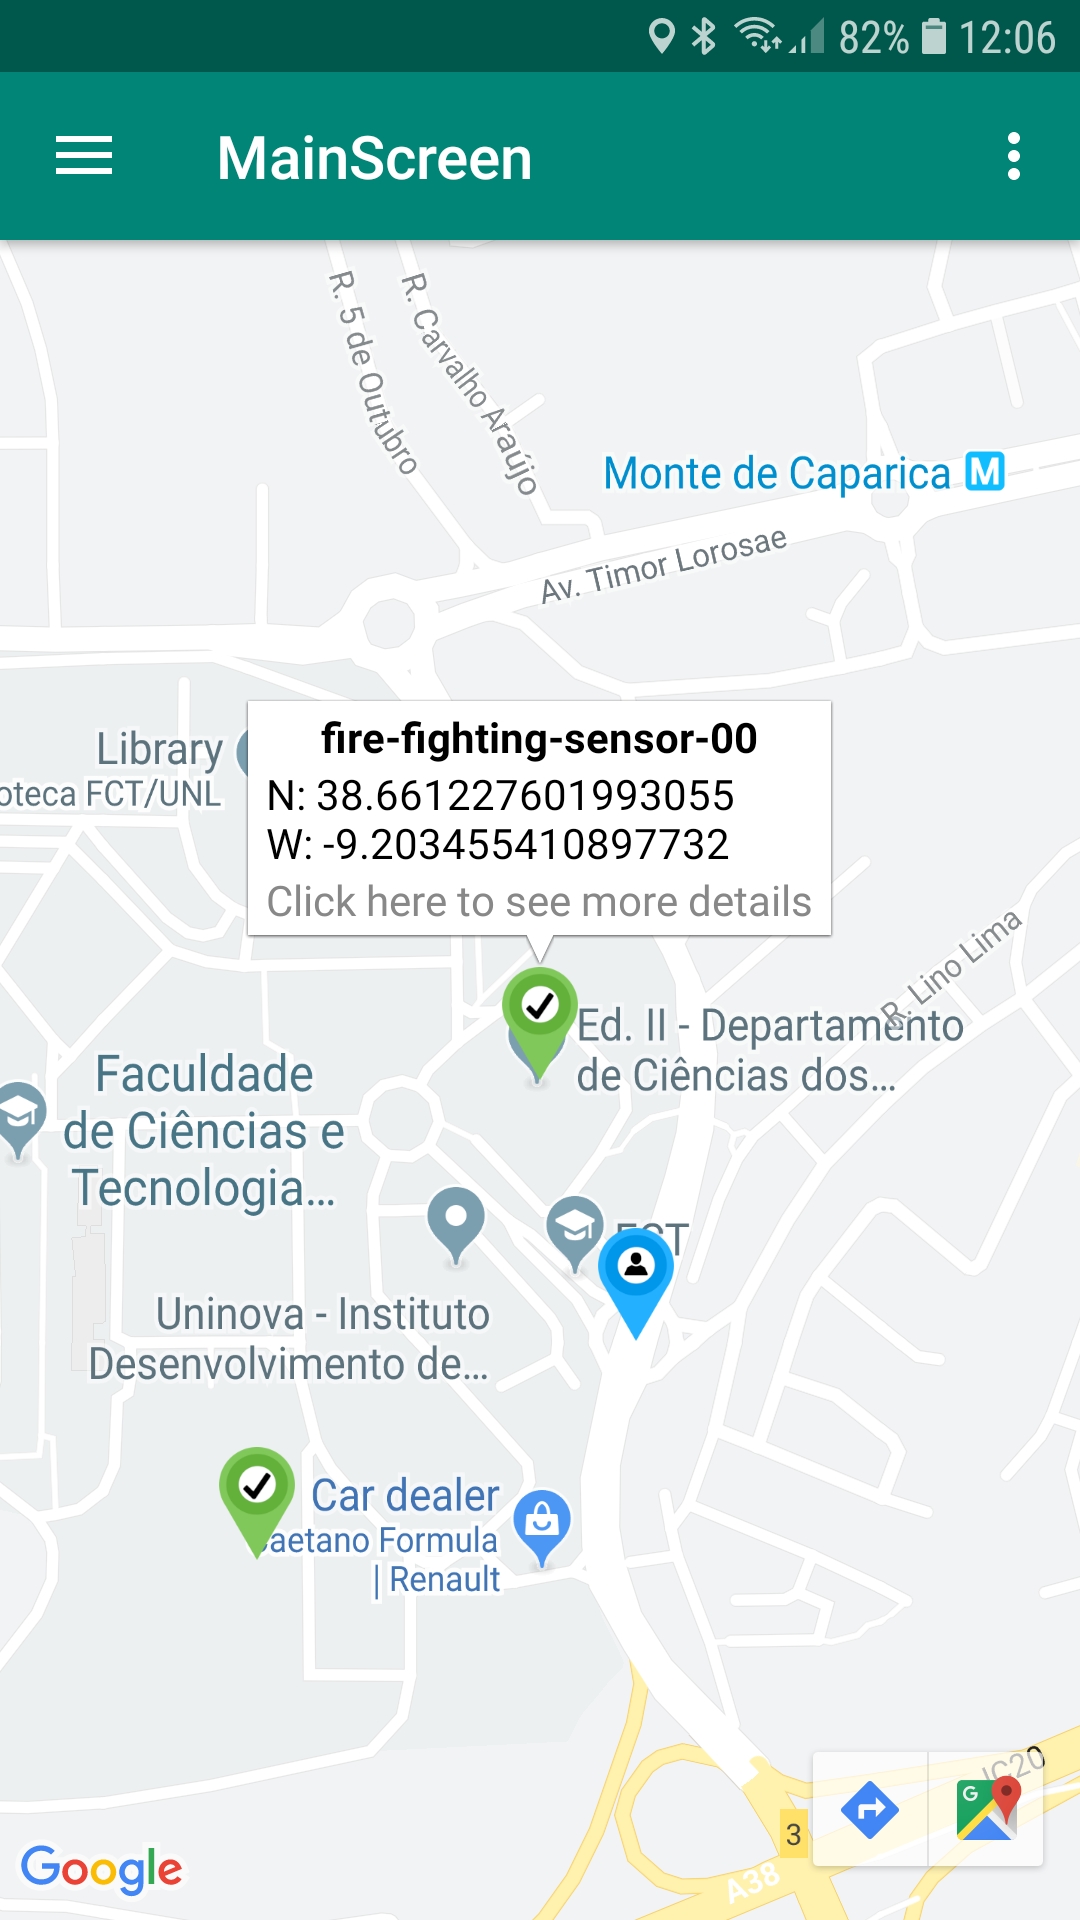 82% 12:06
MainScreen
R. 5 de Outubro
R. Carvalho Araújo
Monte de Caparica M
Av. Timor Lorosae
fire-fighting-sensor-00
N: 38.661227601993055
W: -9.203455410897732
Click here to see more details
Library
oteca FCT/UNL
R. Lino Lima
Ed. II - Departamento
de Ciências dos...
Faculdade
de Ciências e
Tecnologia...
FCT
Uninova - Instituto
Desenvolvimento de...
Car dealer
aetano Formula
| Renault
IC20
G
3
A38
Google